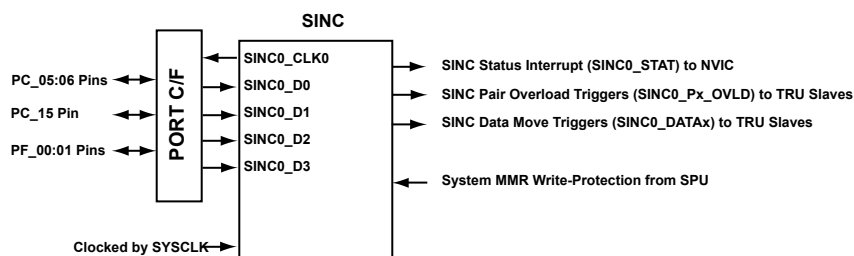 SINC
PORT C/F
PC_05:06 Pins
PC_15 Pin
PF_00:01 Pins
SINC0_CLK0
SINC0_D0
SINC0_D1
SINC0_D2
SINC0_D3
Clocked by SYSCLK
SINC Status Interrupt (SINC0_STAT) to NVIC
SINC Pair Overload Triggers (SINC0_Px_OVLD) to TRU Slaves
SINC Data Move Triggers (SINC0_DATAx) to TRU Slaves
System MMR Write-Protection from SPU